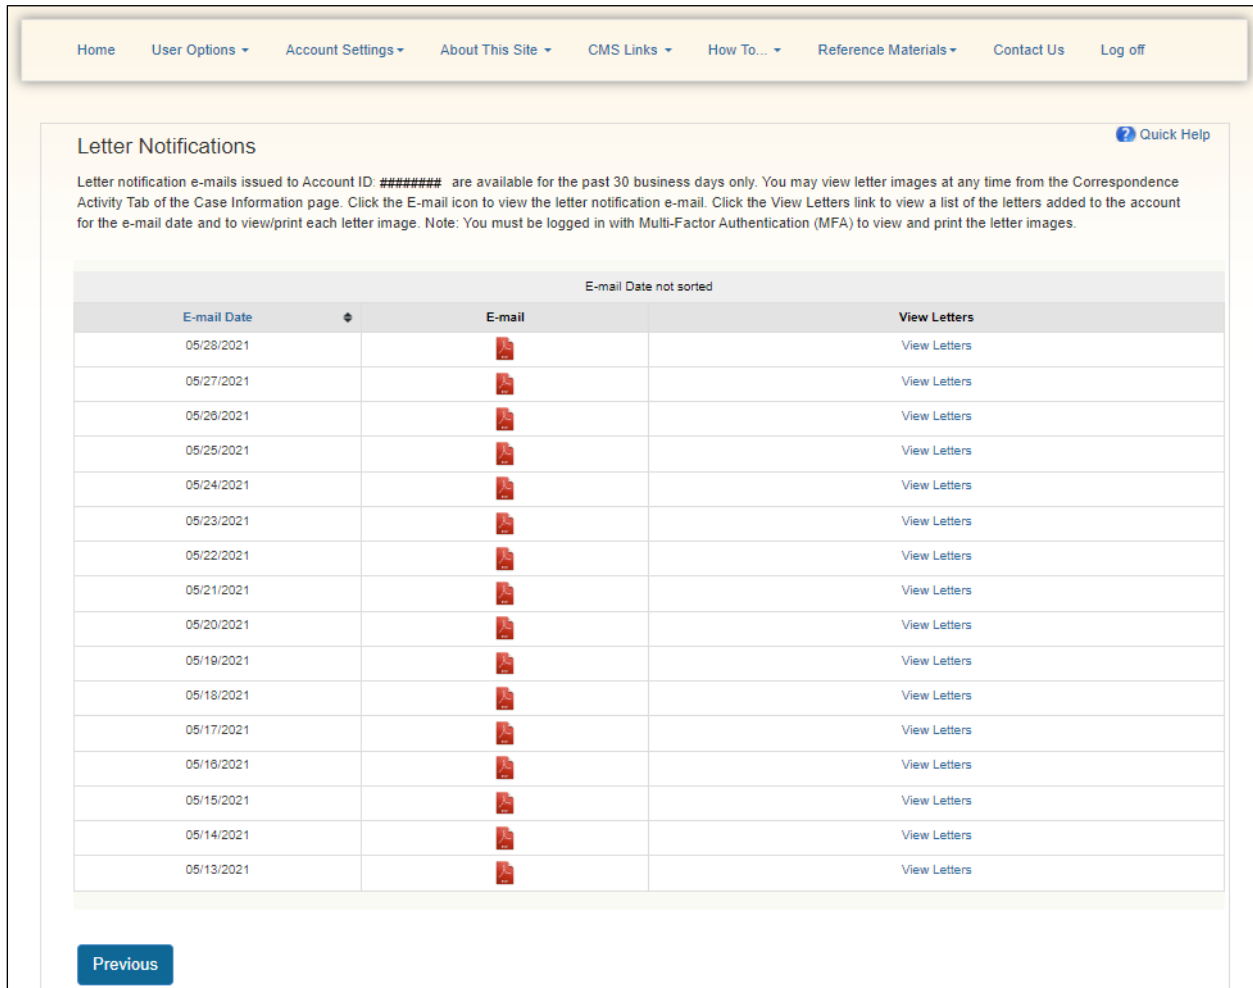 Home User Options Account Settings About This Site CMS Links How To... Reference Materials Contact Us Log off
Quick Help
Letter Notifications
Letter notification e-mails issued to Account ID: ######## are available for the past 30 business days only. You may view letter images at any time from the Correspondence
Activity Tab of the Case Information page. Click the E-mail icon to view the letter notification e-mail. Click the View Letters link to view a list of the letters added to the account
for the e-mail date and to view/print each letter image. Note: You must be logged in with Multi-Factor Authentication (MFA) to view and print the letter images.
E-mail Date not sorted
E-mail Date E-mail View Letters
05/28/2021 View Letters
05/27/2021 View Letters
05/26/2021 View Letters
05/25/2021 View Letters
05/24/2021 View Letters
05/23/2021 View Letters
05/22/2021 View Letters
05/21/2021 View Letters
05/20/2021 View Letters
05/19/2021 View Letters
05/18/2021 View Letters
05/17/2021 View Letters
05/16/2021 View Letters
05/15/2021 View Letters
05/14/2021 View Letters
05/13/2021 View Letters
Previous